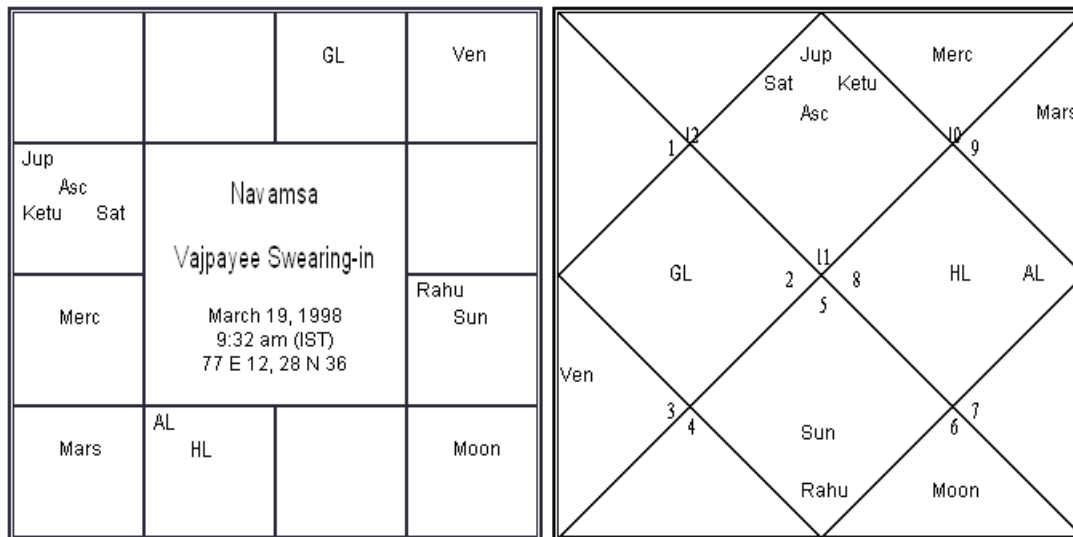 GL Ven
Jup
Asc
Ketu Sat
Navamsa
Vajpayee Swearing-in
March 19, 1998
9:32 am (IST)
77 E 12, 28 N 36
Merc
Rahu
Sun
Mars
AL
HL
Moon
Jup
Sat Ketu
Asc
Merc
Mars
12
1
10
9
GL
11
2 8
5
HL AL
Ven
3
4
7
6
Sun
Rahu
Moon